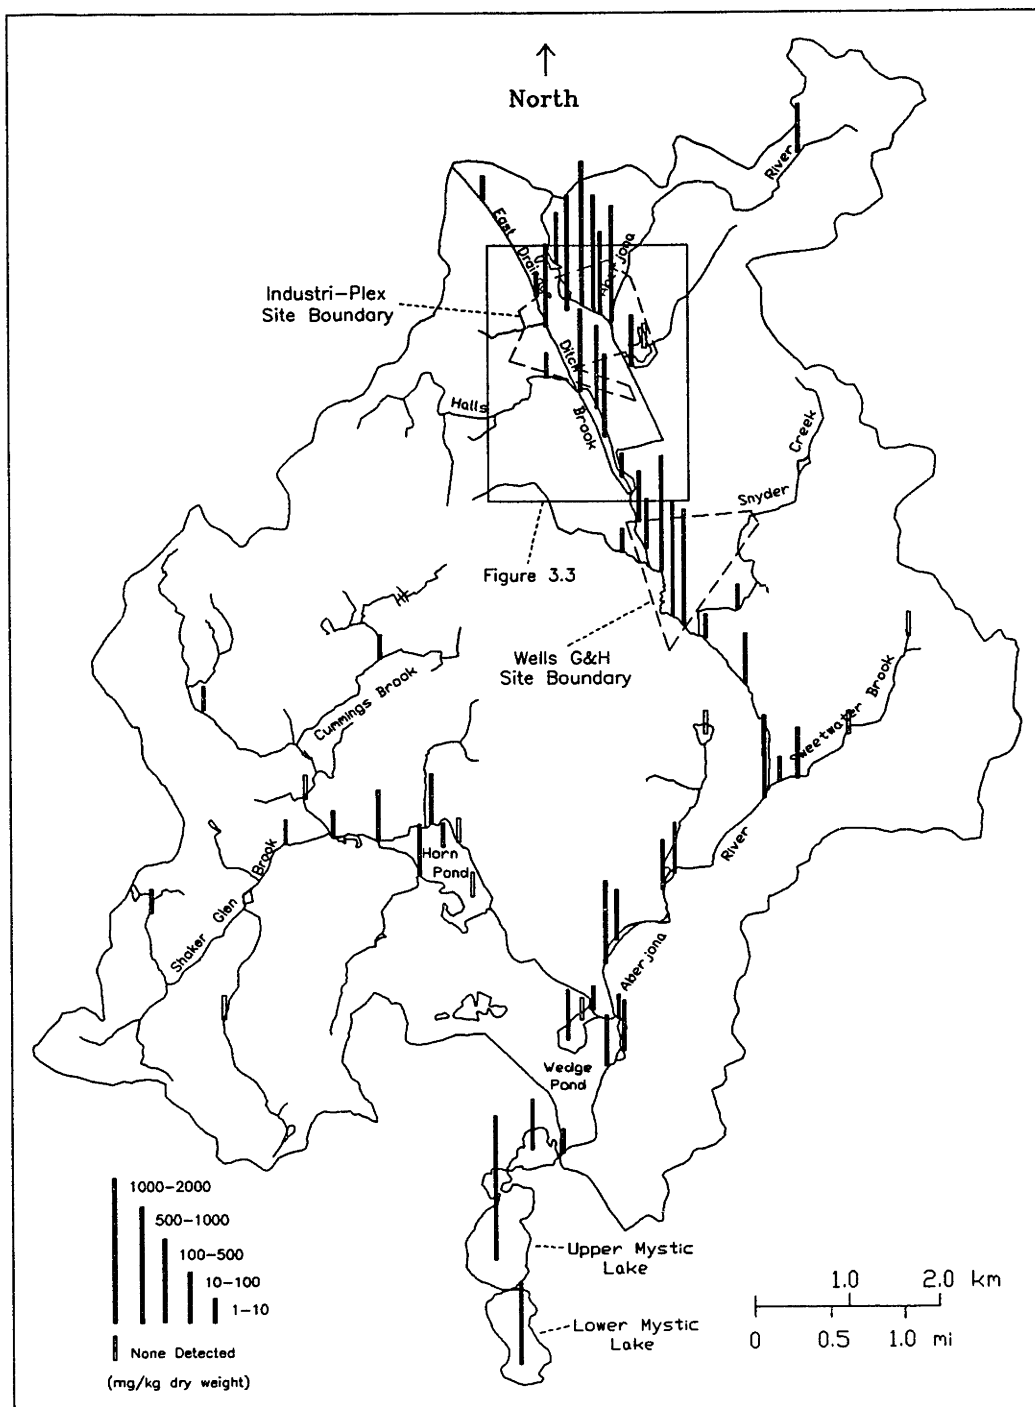 North
River
East
Drainage
Aberjona
Industri-Plex
Site Boundary
Ditch
Halls
Brook
Creek
Snyder
Figure 3.3
Wells G&H
Site Boundary
Cummings Brook
Sweetwater Brook
River
Horn
Pond
Shaker Glen Brook
Aberjona
Wedge
Pond
1000-2000
500-1000
100-500
10-100
1-10
None Detected
(mg/kg dry weight)
Upper Mystic
Lake
Lower Mystic
Lake
1.0 2.0 km
0 0.5 1.0 mi